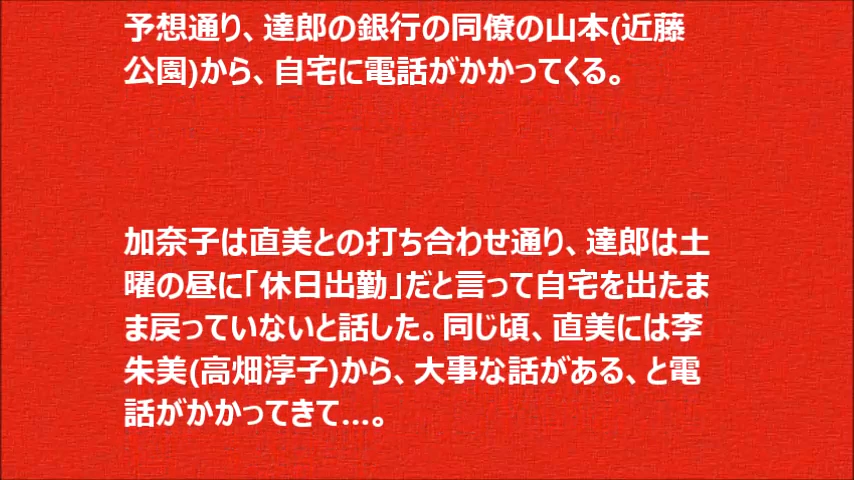 予想通り、達郎の銀行の同僚の山本(近藤
公園)から、自宅に電話がかかってくる。
加奈子は直美との打ち合わせ通り、達郎は土
曜の昼に「休日出勤」だと言って自宅を出たま
ま戻っていないと話した。同じ頃、直美には李
朱美(高畑淳子)から、大事な話がある、と電
話がかかってきて…。